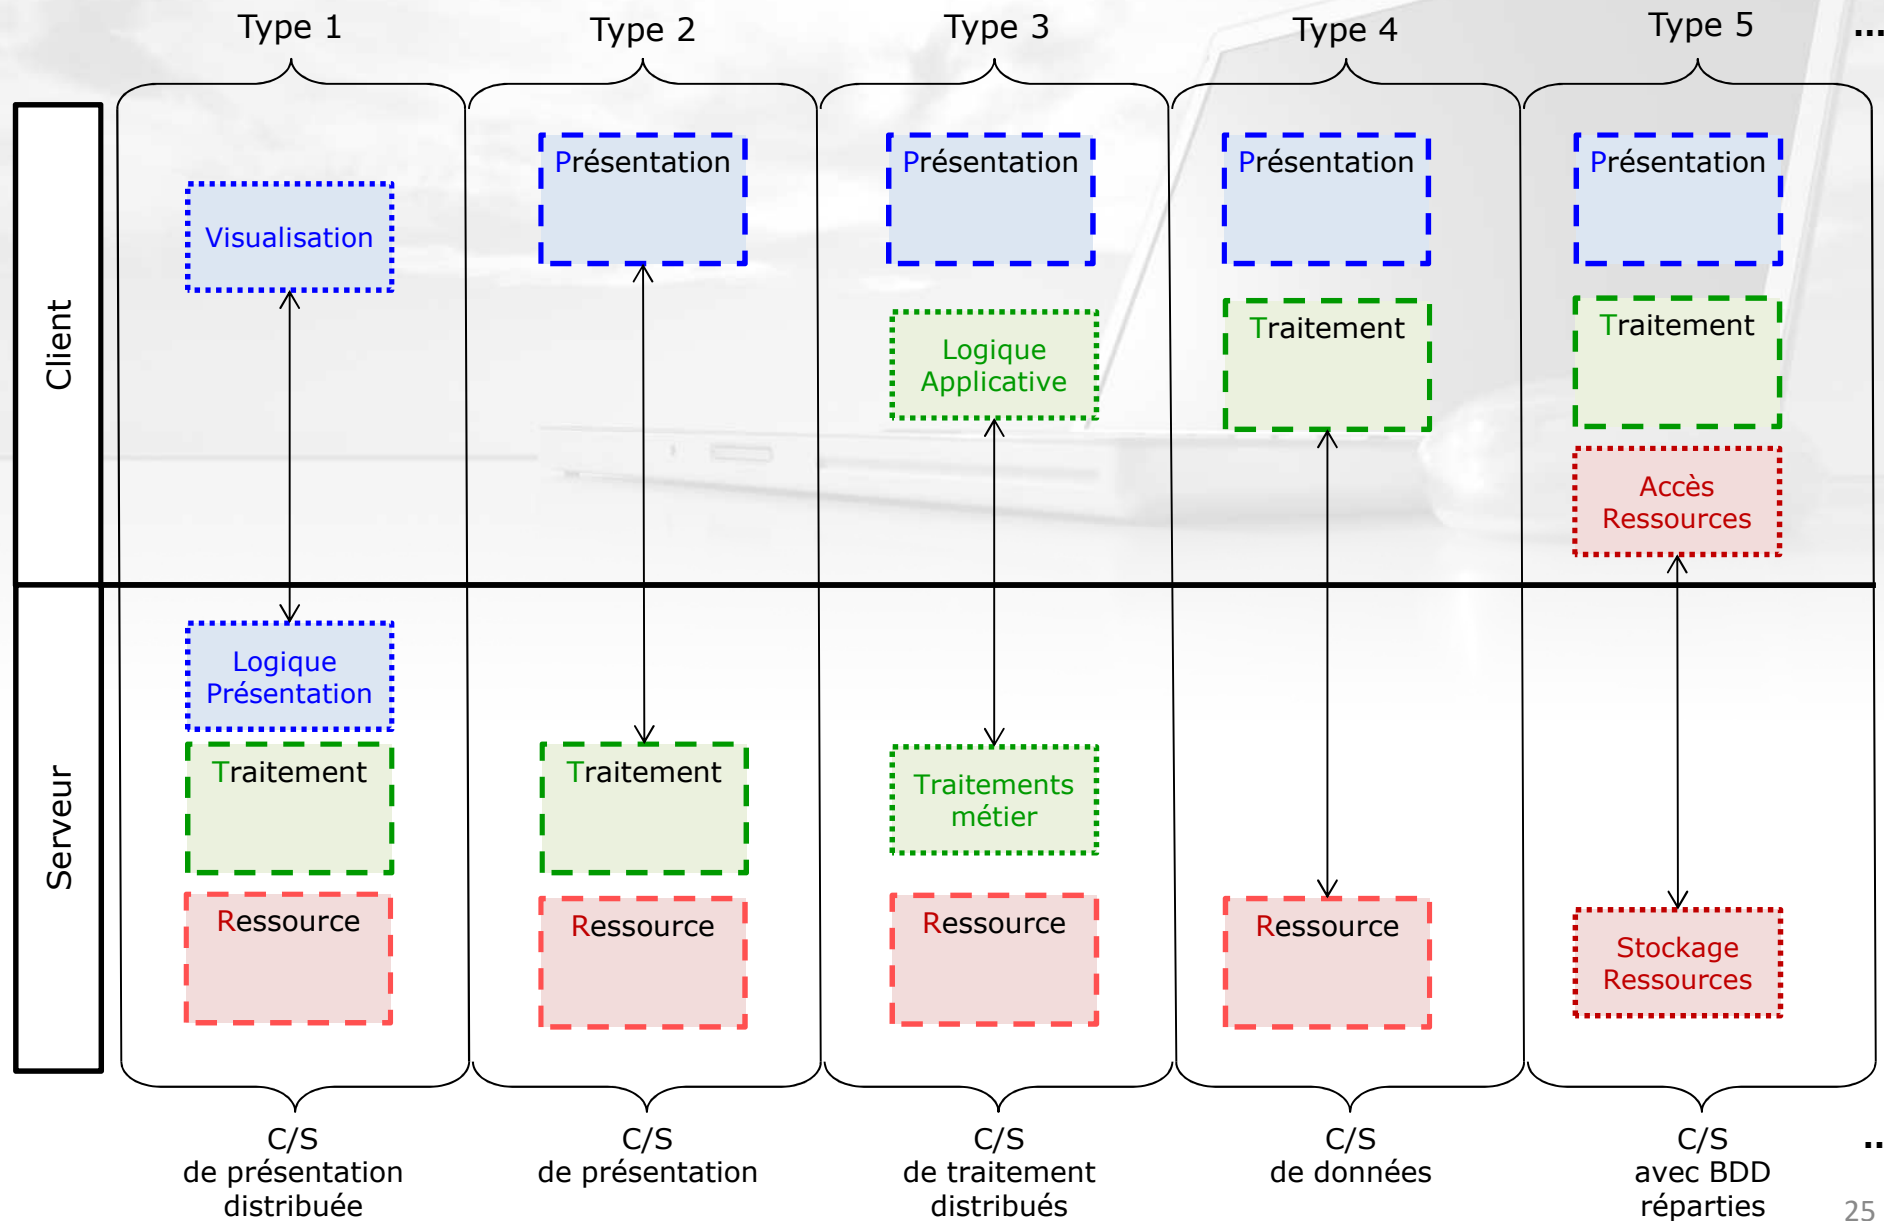 Type 1
Type 2
Type 3
Type 4
Type 5
...
Client
Visualisation
Présentation
Présentation
Logique
Applicative
Présentation
Traitement
Présentation
Traitement
Accès
Ressources
Serveur
Logique
Présentation
Traitement
Ressource
Traitement
Ressource
Traitements
métier
Ressource
Ressource
Stockage
Ressources
C/S
de présentation
distribuée
C/S
de présentation
C/S
de traitement
distribués
C/S
de données
C/S
avec BDD
réparties
..
25